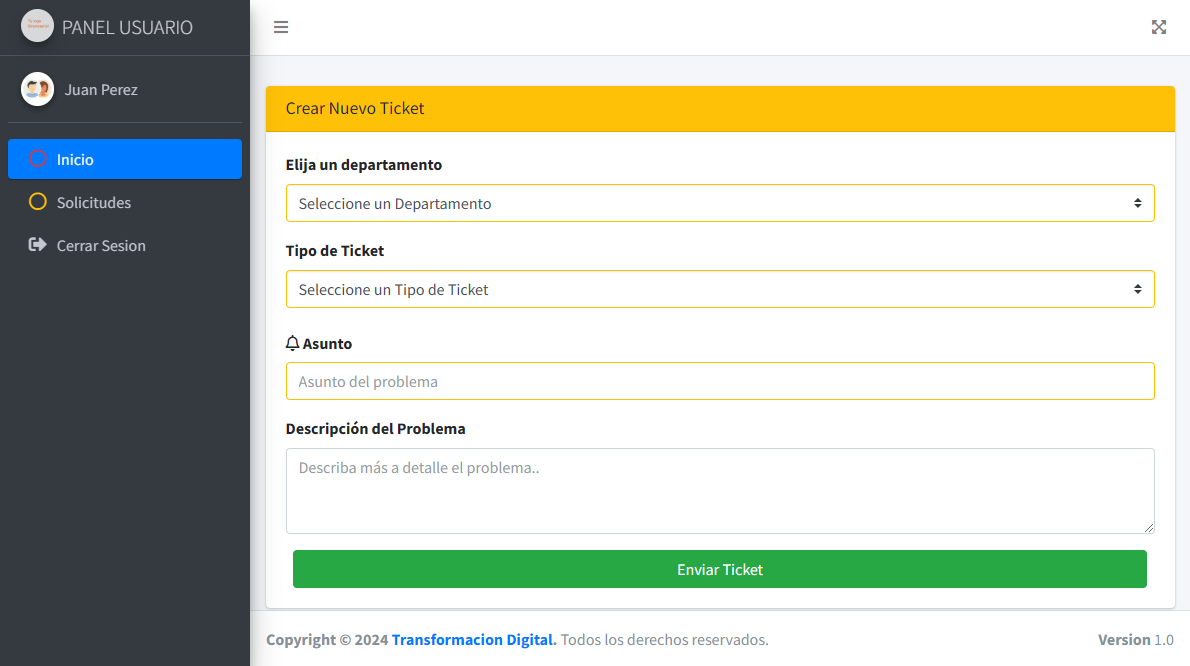 PANEL USUARIO
Juan Perez
Inicio
Solicitudes
Cerrar Sesion
Crear Nuevo Ticket
Elija un departamento
Seleccione un Departamento
Tipo de Ticket
Seleccione un Tipo de Ticket
Asunto
Asunto del problema
Descripción del Problema
Describa más a detalle el problema..
Enviar Ticket
Copyright © 2024 Transformacion Digital. Todos los derechos reservados.
Version 1.0